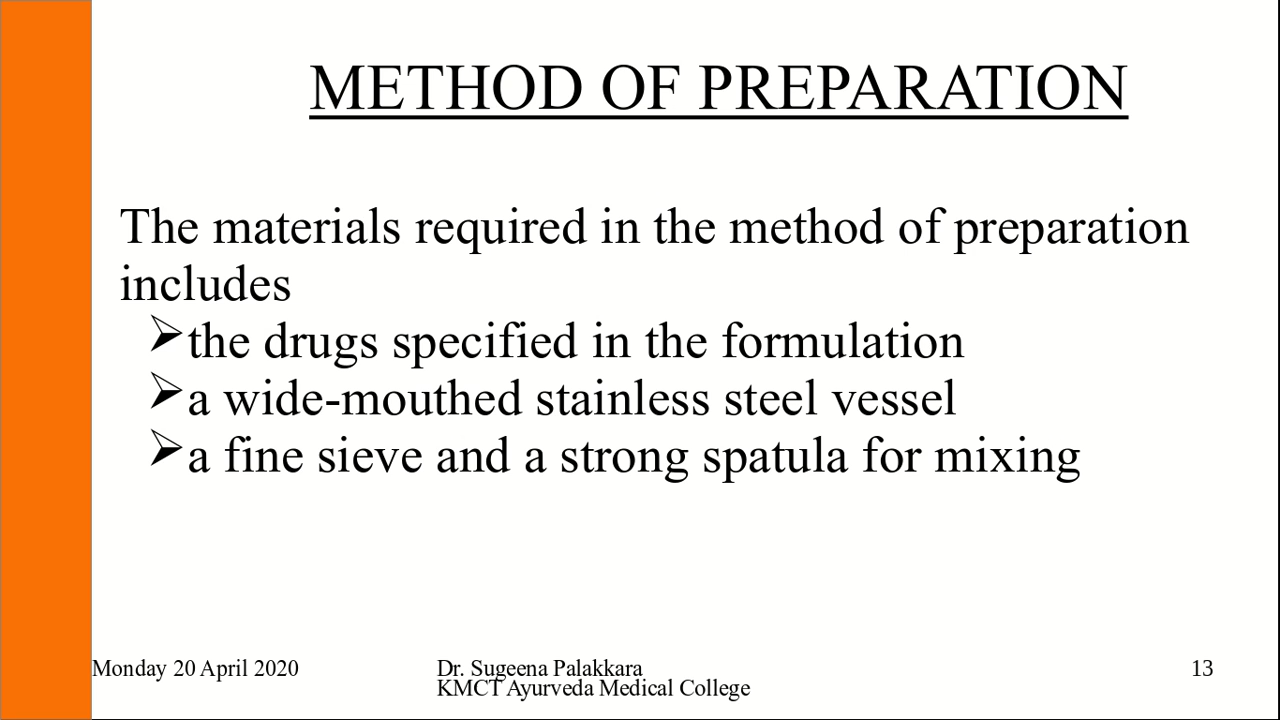 METHOD OF PREPARATION
The materials required in the method of preparation
includes
➢the drugs specified in the formulation
➢a wide-mouthed stainless steel vessel
➢a fine sieve and a strong spatula for mixing
Monday 20 April 2020
Dr. Sugeena Palakkara
KMCT Ayurveda Medical College
13